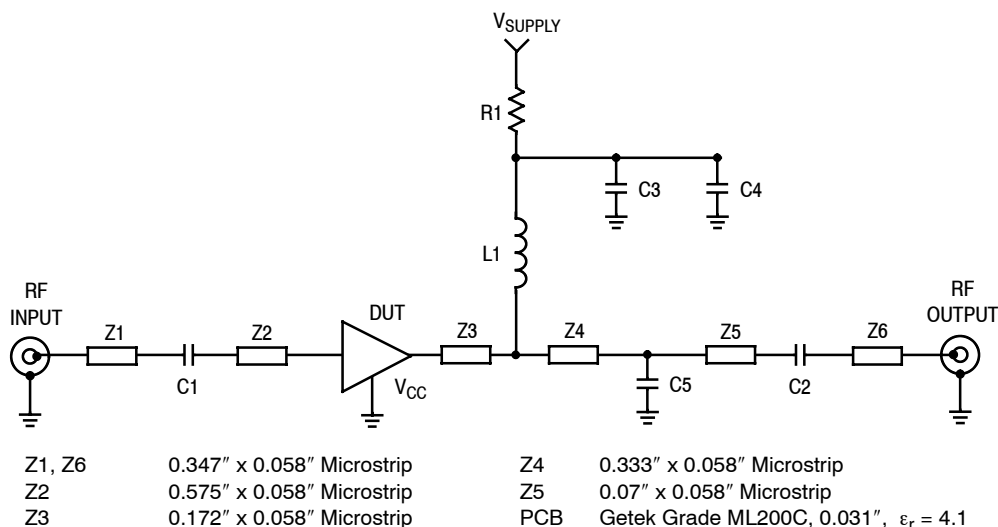 V_SUPPLY
R1
C3
C4
L1
RF
INPUT
DUT
RF
OUTPUT
Z1
Z2
Z3
Z4
Z5
Z6
C1
V_CC
C5
C2
Z1, Z6 0.347″ x 0.058″ Microstrip
Z2 0.575″ x 0.058″ Microstrip
Z3 0.172″ x 0.058″ Microstrip
Z4 0.333″ x 0.058″ Microstrip
Z5 0.07″ x 0.058″ Microstrip
PCB Getek Grade ML200C, 0.031″, ε_r = 4.1